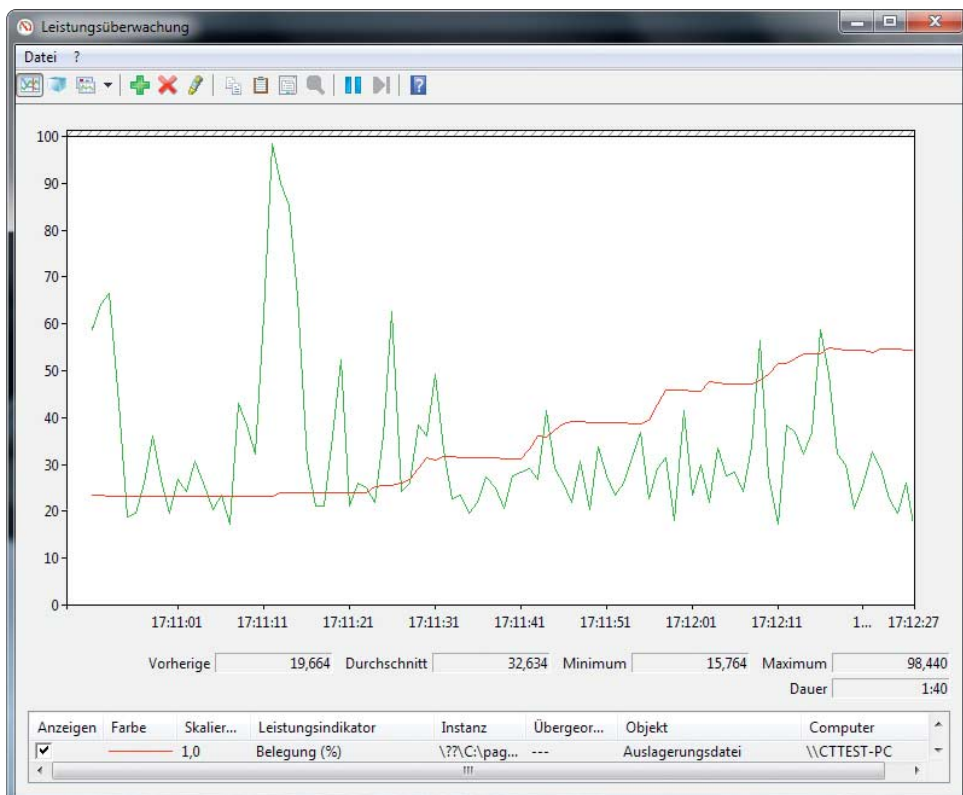 Leistungsüberwachung
Datei ?
100
90
80
70
60
50
40
30
20
10
0
17:11:01 17:11:11 17:11:21 17:11:31 17:11:41 17:11:51 17:12:01 17:12:11 1... 17:12:27
Vorherige 19,664 Durchschnitt 32,634 Minimum 15,764 Maximum 98,440
Dauer 1:40
Anzeigen Farbe Skalier... Leistungsindikator Instanz Übergeor... Objekt Computer
1,0 Belegung (%) \??\C:\pag... --- Auslagerungsdatei \\CTTEST-PC